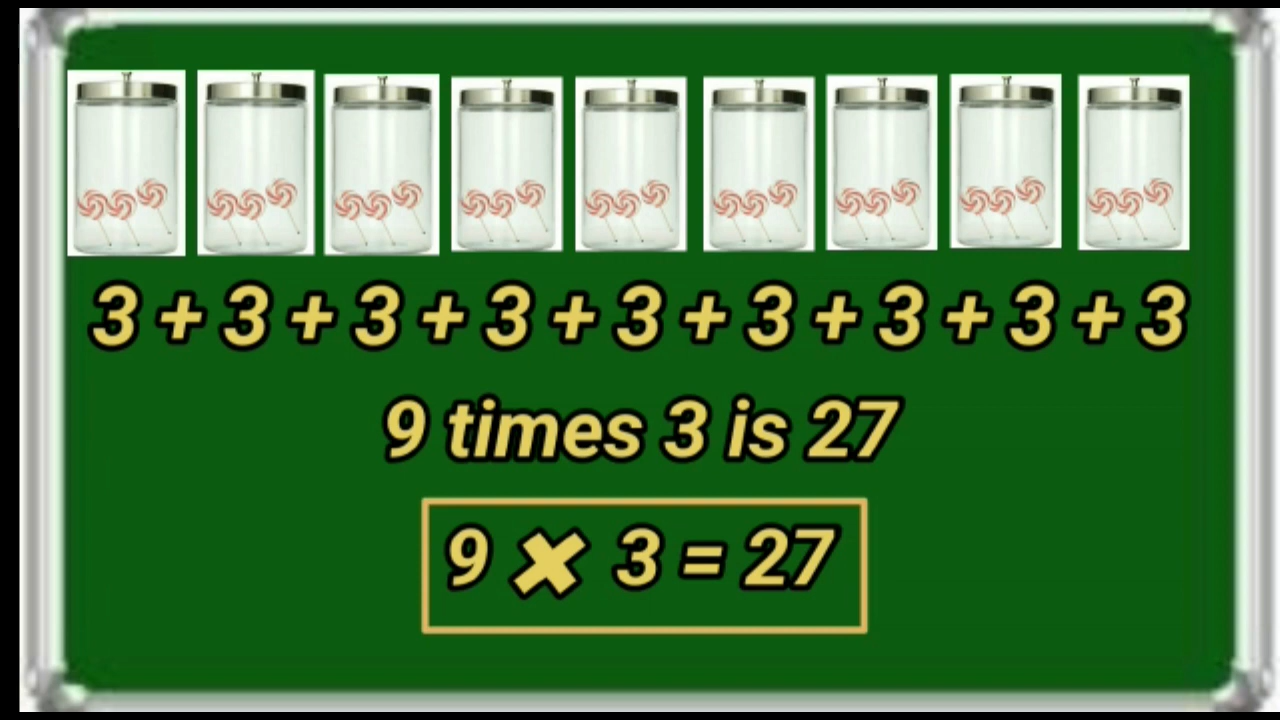 3 + 3 + 3 + 3 + 3 + 3 + 3 + 3 + 3
9 times 3 is 27
9 ✖ 3 = 27